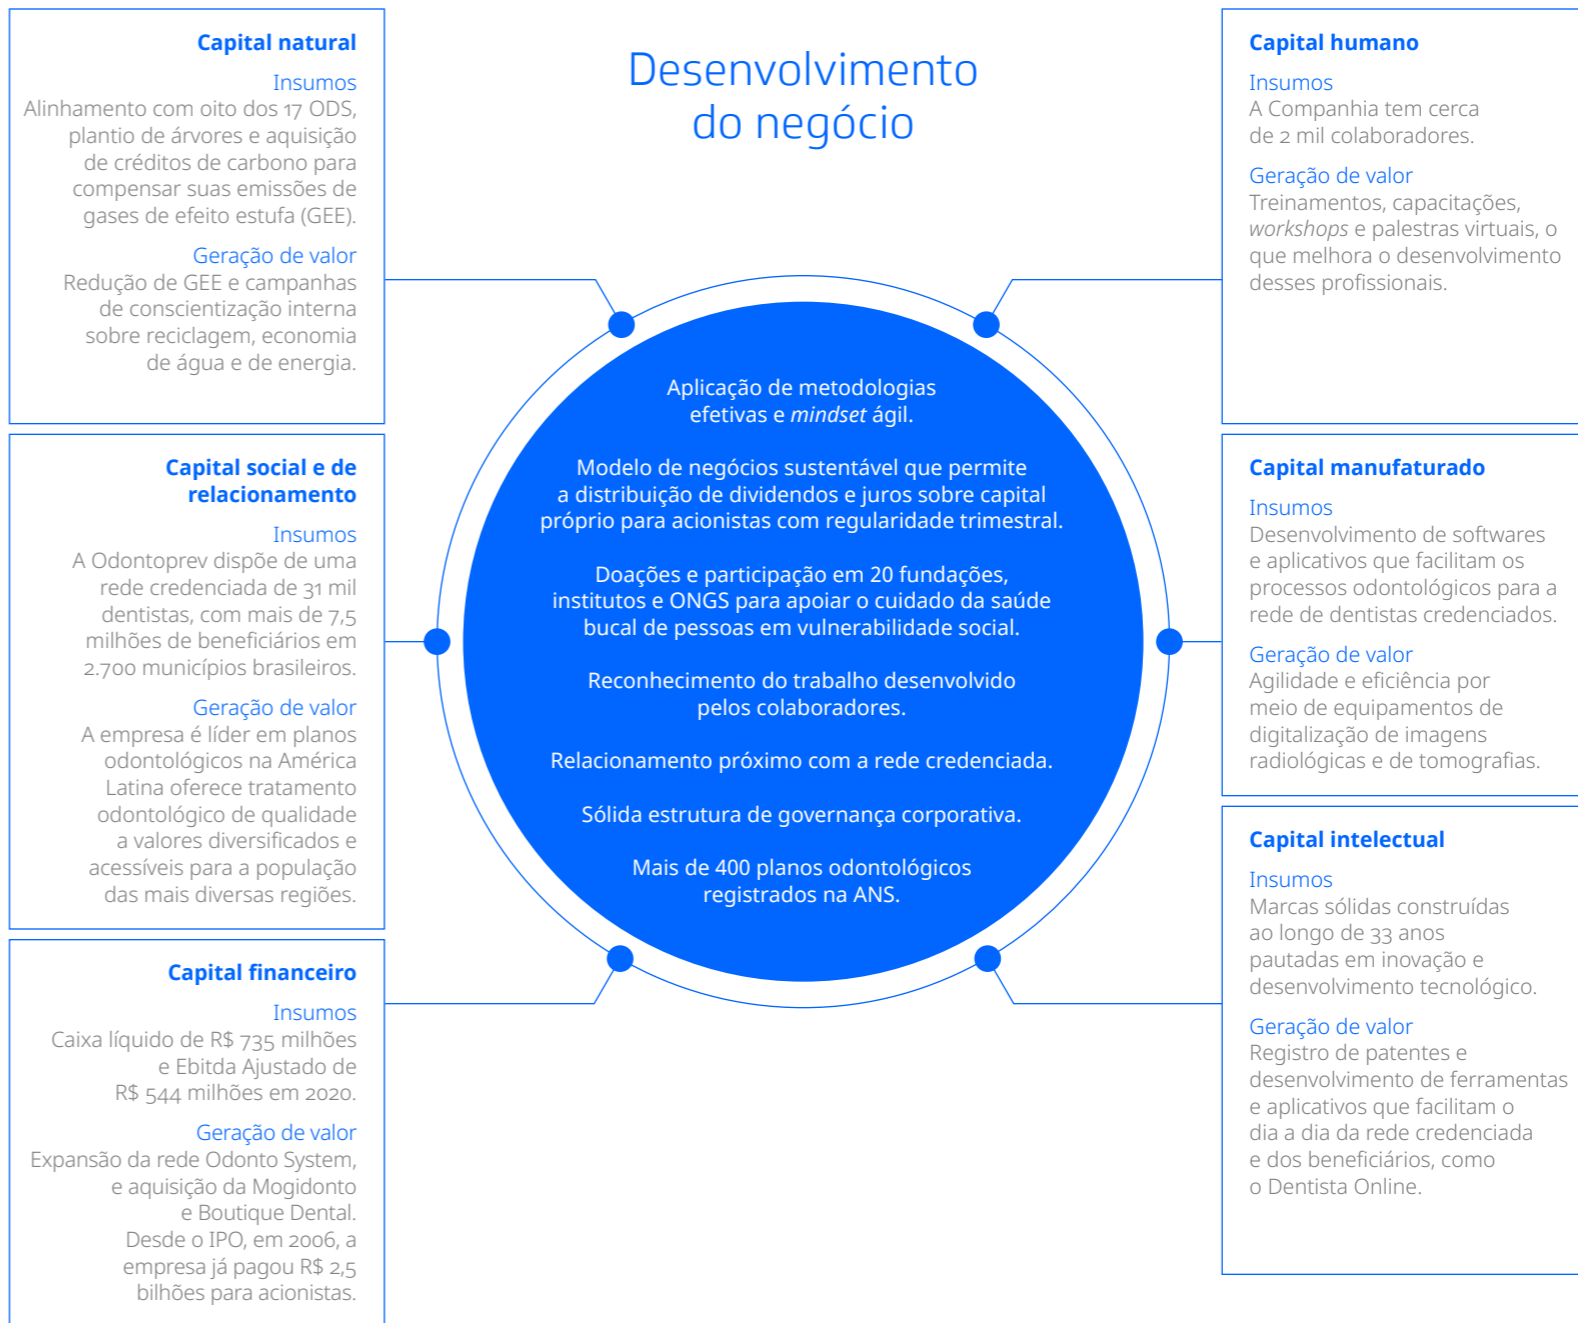 Desenvolvimento
do negócio
Capital natural
Insumos
Alinhamento com oito dos 17 ODS,
plantio de árvores e aquisição
de créditos de carbono para
compensar suas emissões de
gases de efeito estufa (GEE).
Geração de valor
Redução de GEE e campanhas
de conscientização interna
sobre reciclagem, economia
de água e de energia.
Capital social e de
relacionamento
Insumos
A Odontoprev dispõe de uma
rede credenciada de 31 mil
dentistas, com mais de 7,5
milhões de beneficiários em
2.700 municípios brasileiros.
Geração de valor
A empresa é líder em planos
odontológicos na América
Latina oferece tratamento
odontológico de qualidade
a valores diversificados e
acessíveis para a população
das mais diversas regiões.
Capital financeiro
Insumos
Caixa líquido de R$ 735 milhões
e Ebitda Ajustado de
R$ 544 milhões em 2020.
Geração de valor
Expansão da rede Odonto System,
e aquisição da Mogidonto
e Boutique Dental.
Desde o IPO, em 2006, a
empresa já pagou R$ 2,5
bilhões para acionistas.
Aplicação de metodologias
efetivas e mindset ágil.
Modelo de negócios sustentável que permite
a distribuição de dividendos e juros sobre capital
próprio para acionistas com regularidade trimestral.
Doações e participação em 20 fundações,
institutos e ONGS para apoiar o cuidado da saúde
bucal de pessoas em vulnerabilidade social.
Reconhecimento do trabalho desenvolvido
pelos colaboradores.
Relacionamento próximo com a rede credenciada.
Sólida estrutura de governança corporativa.
Mais de 400 planos odontológicos
registrados na ANS.
Capital humano
Insumos
A Companhia tem cerca
de 2 mil colaboradores.
Geração de valor
Treinamentos, capacitações,
workshops e palestras virtuais, o
que melhora o desenvolvimento
desses profissionais.
Capital manufaturado
Insumos
Desenvolvimento de softwares
e aplicativos que facilitam os
processos odontológicos para a
rede de dentistas credenciados.
Geração de valor
Agilidade e eficiência por
meio de equipamentos de
digitalização de imagens
radiológicas e de tomografias.
Capital intelectual
Insumos
Marcas sólidas construídas
ao longo de 33 anos
pautadas em inovação e
desenvolvimento tecnológico.
Geração de valor
Registro de patentes e
desenvolvimento de ferramentas
e aplicativos que facilitam o
dia a dia da rede credenciada
e dos beneficiários, como
o Dentista Online.